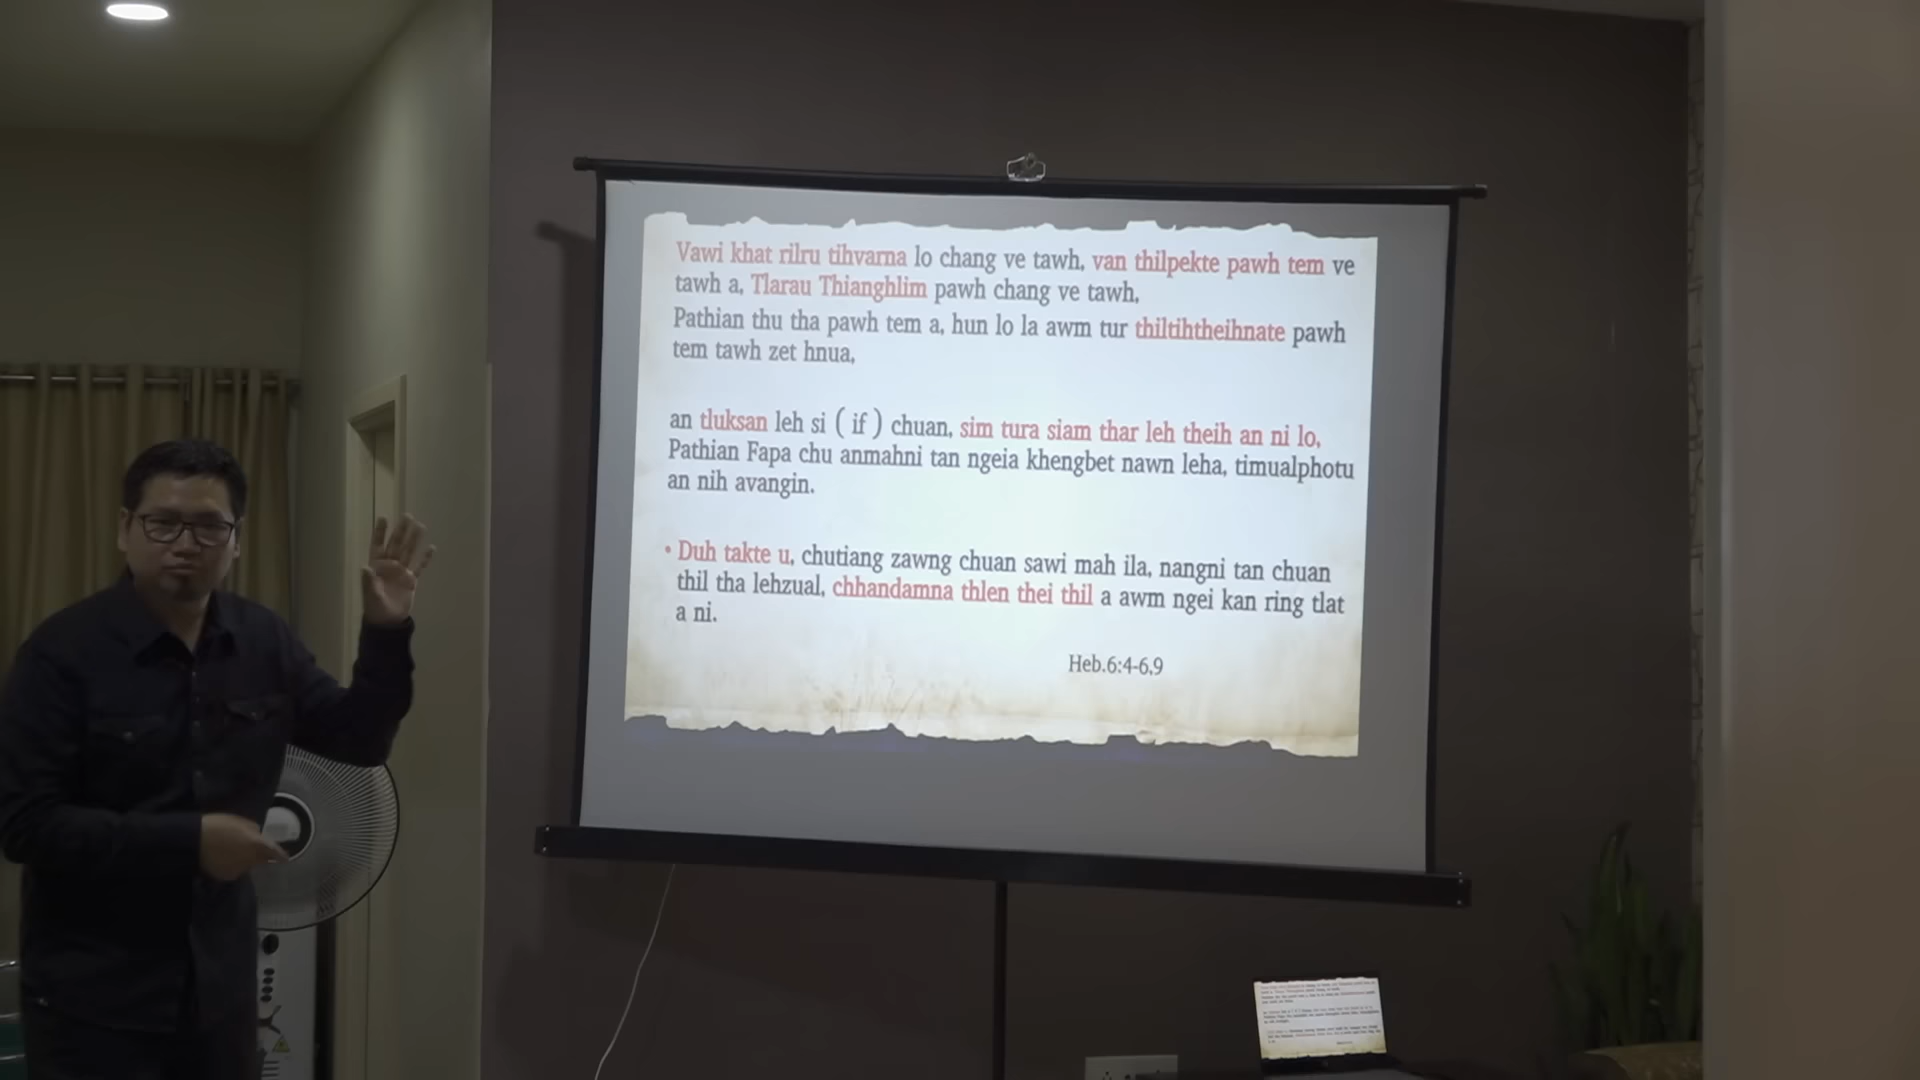 Vawi khat rilru tihvarna lo chang ve tawh, van thilpekte pawh tem ve
tawh a, Tlarau Thianghlim pawh chang ve tawh,
Pathian thu tha pawh tem a, hun lo la awm tur thiltihtheihnate pawh
tem tawh zet hnua,
an tluksan leh si ( if ) chuan, sim tura siam thar leh theih an ni lo,
Pathian Fapa chu anmahni tan ngeia khengbet nawn leha, timualphotu
an nih avangin.
• Duh takte u, chutiang zawng chuan sawi mah ila, nangni tan chuan
thil tha lehzual, chhandamna thlen thei thil a awm ngei kan ring tlat
a ni.
Heb.6:4-6,9